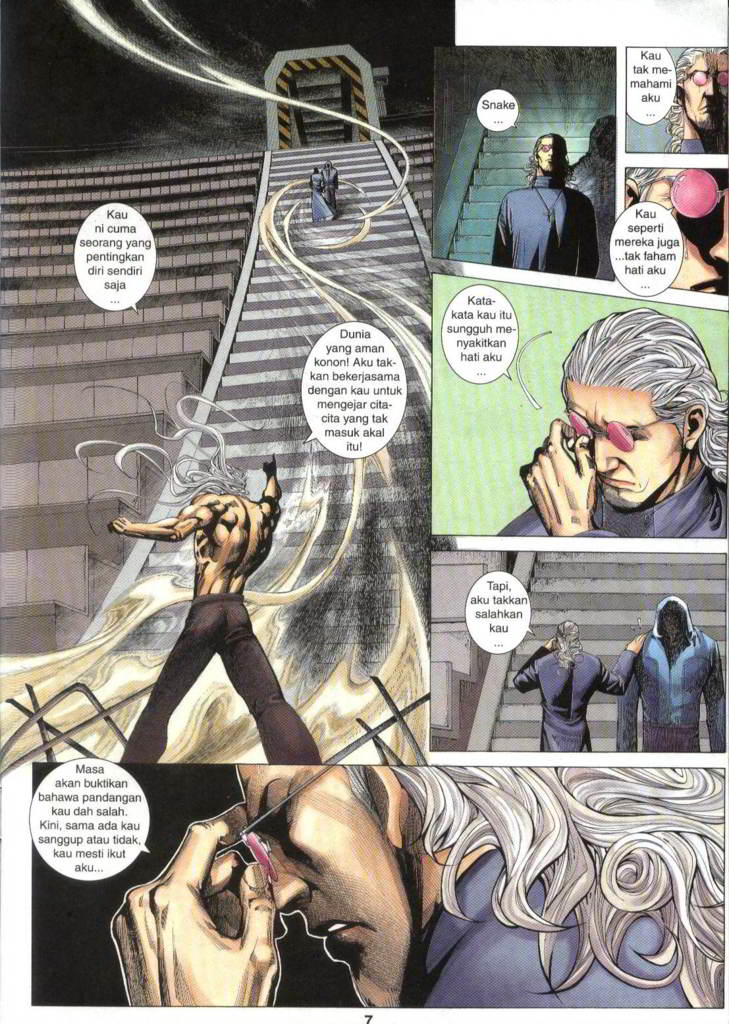 Kau
ni cuma
seorang yang
pentingkan
diri sendiri
saja
...
Dunia
yang aman
konon! Aku tak-
kan bekerjasama
dengan kau untuk
mengejar cita-
cita yang tak
masuk akal
itu!
Snake
...
Kau
tak me-
mahami
aku
...
Kau
seperti
mereka juga
...tak faham
hati aku
...
Kata-
kata kau itu
sungguh me-
nyakitkan
hati aku
...
Tapi,
aku takkan
salahkan
kau
...
Masa
akan buktikan
bahawa pandangan
kau dah salah.
Kini, sama ada kau
sanggup atau tidak,
kau mesti ikut
aku...
7